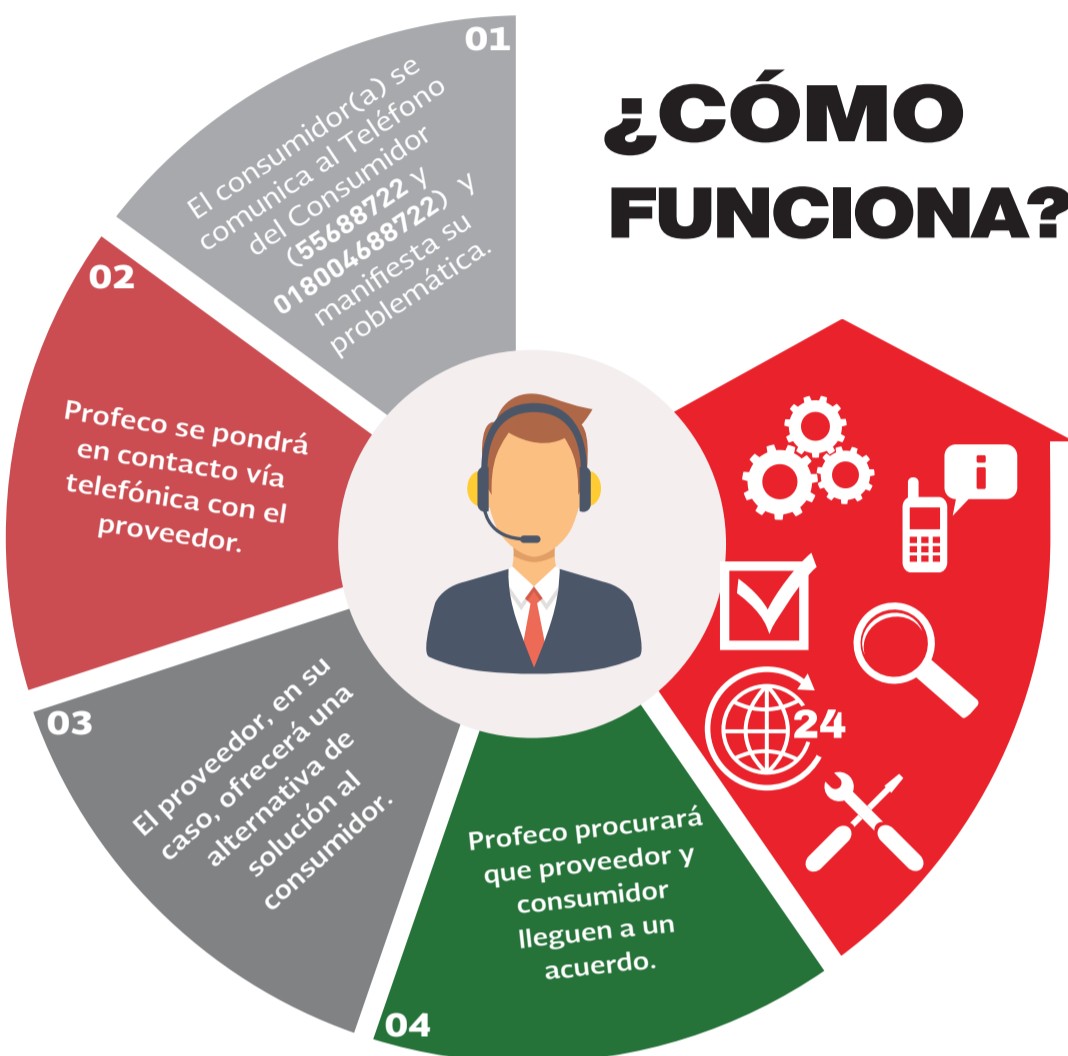 ¿CÓMO
FUNCIONA?
01
El consumidor(a) se
comunica al Teléfono
del Consumidor
(55688722 y
018004688722) y
manifiesta su
problemática.
02
Profeco se pondrá
en contacto vía
telefónica con el
proveedor.
03
El proveedor, en su
caso, ofrecerá una
alternativa de
solución al
consumidor.
04
Profeco procurará
que proveedor y
consumidor
lleguen a un
acuerdo.
i
24